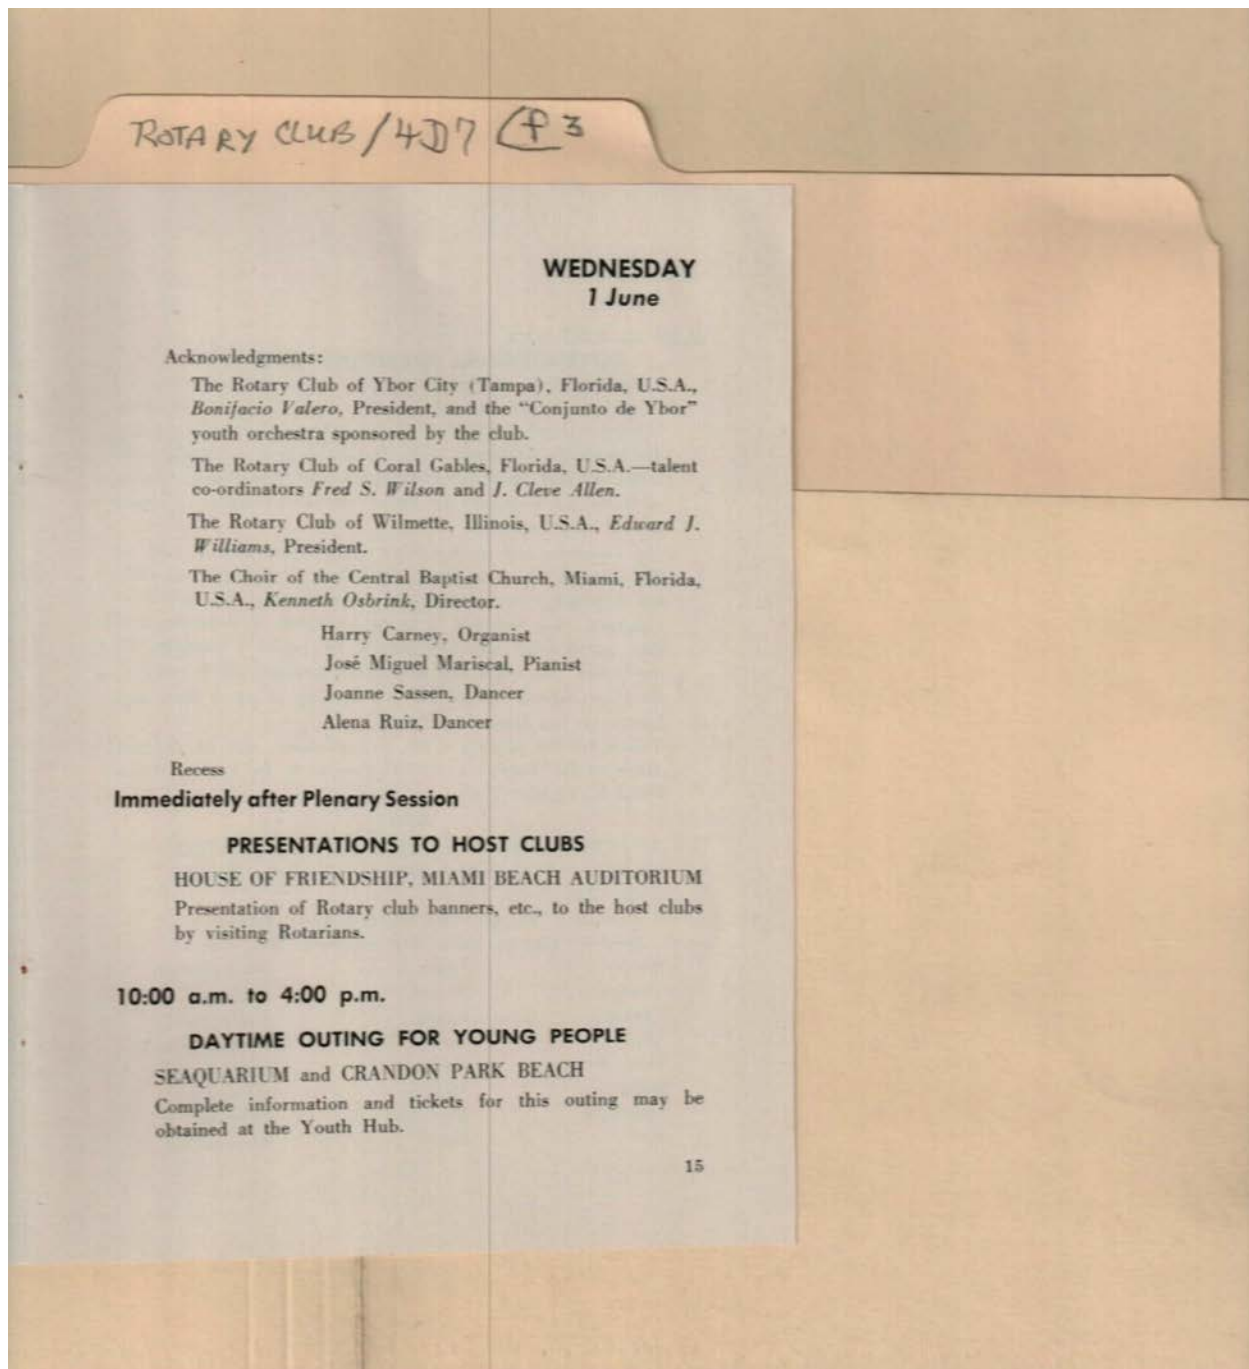 ROTARY CLUB/4D7 f 3
WEDNESDAY
1 June
Acknowledgments:
The Rotary Club of Ybor City (Tampa), Florida, U.S.A.,
Bonifacio Valero, President, and the "Conjunto de Ybor"
youth orchestra sponsored by the club.
The Rotary Club of Coral Gables, Florida, U.S.A.—talent
co-ordinators Fred S. Wilson and J. Cleve Allen.
The Rotary Club of Wilmette, Illinois, U.S.A., Edward J.
Williams, President.
The Choir of the Central Baptist Church, Miami, Florida,
U.S.A., Kenneth Osbrink, Director.
Harry Carney, Organist
José Miguel Mariscal, Pianist
Joanne Sassen, Dancer
Alena Ruiz, Dancer
Recess
Immediately after Plenary Session
PRESENTATIONS TO HOST CLUBS
HOUSE OF FRIENDSHIP, MIAMI BEACH AUDITORIUM
Presentation of Rotary club banners, etc., to the host clubs
by visiting Rotarians.
10:00 a.m. to 4:00 p.m.
DAYTIME OUTING FOR YOUNG PEOPLE
SEAQUARIUM and CRANDON PARK BEACH
Complete information and tickets for this outing may be
obtained at the Youth Hub.
15